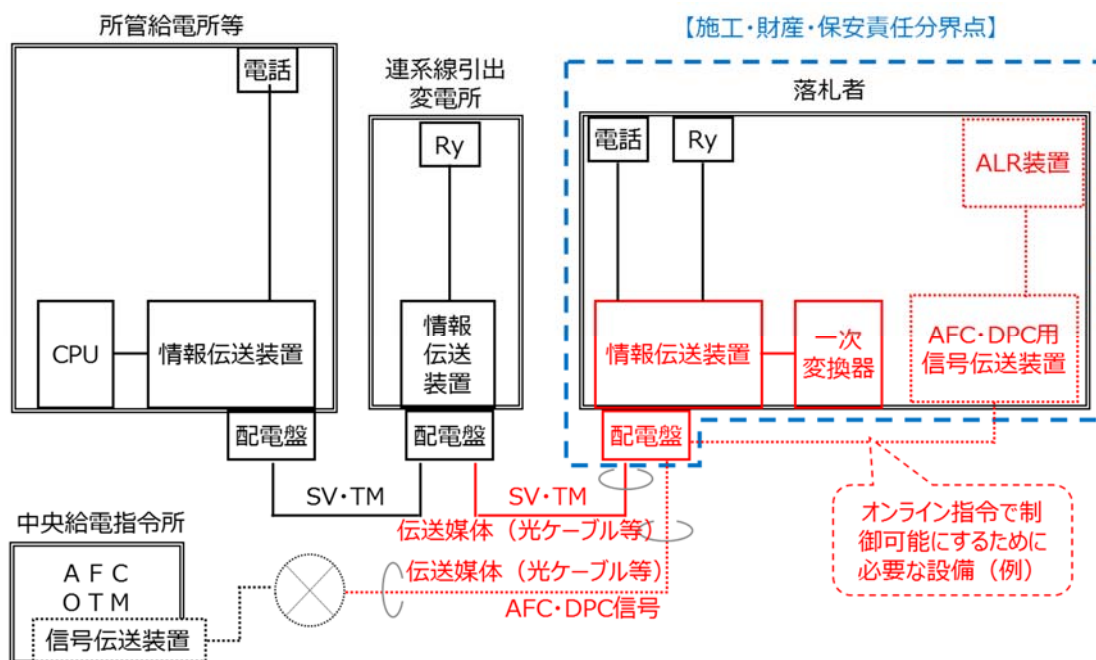 所管給電所等
電話
CPU
情報伝送装置
配電盤
連系線引出
変電所
Ry
情報
伝送
装置
配電盤
【施工・財産・保安責任分界点】
落札者
電話
Ry
ALR装置
情報伝送装置
一次
変換器
AFC・DPC用
信号伝送装置
配電盤
SV・TM
SV・TM
伝送媒体（光ケーブル等）
伝送媒体（光ケーブル等）
AFC・DPC信号
オンライン指令で制
御可能にするために
必要な設備（例）
中央給電指令所
ＡＦＣ
ＯＴＭ
信号伝送装置